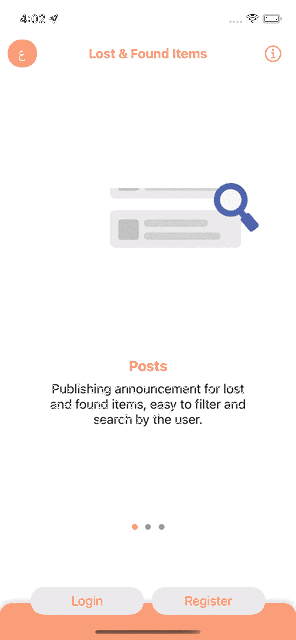 4:02
ع
Lost & Found Items
Posts
Publishing announcement for lost
and found items, easy to filter and
search by the user.
Login
Register